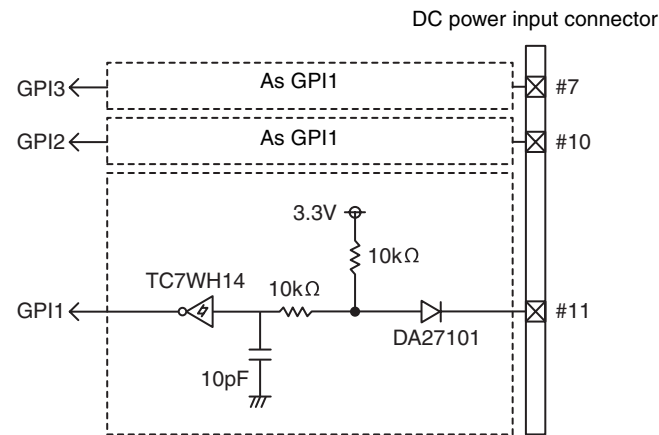 DC power input connector
GPI3 As GPI1 #7
GPI2 As GPI1 #10
3.3V
10kΩ
TC7WH14
10kΩ
GPI1 #11
DA27101
10pF